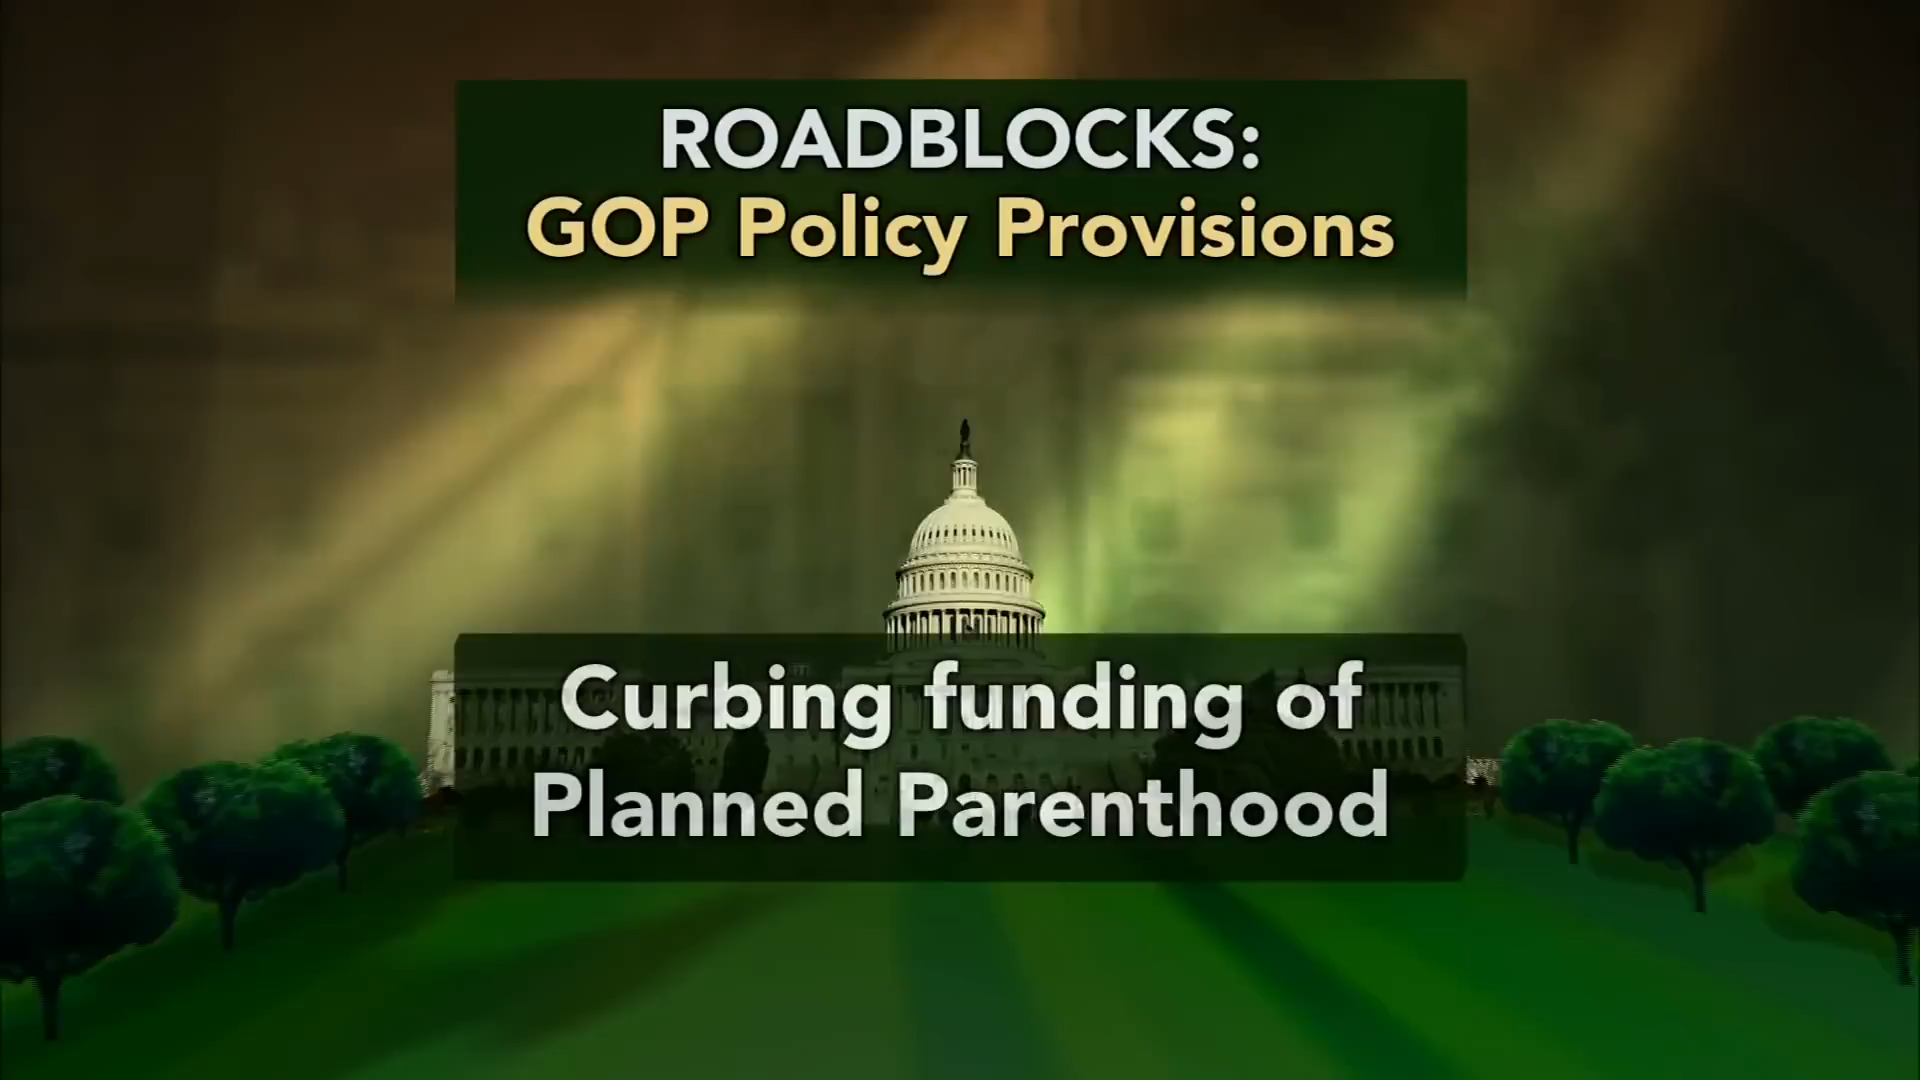 ROADBLOCKS:
GOP Policy Provisions
Curbing funding of
Planned Parenthood